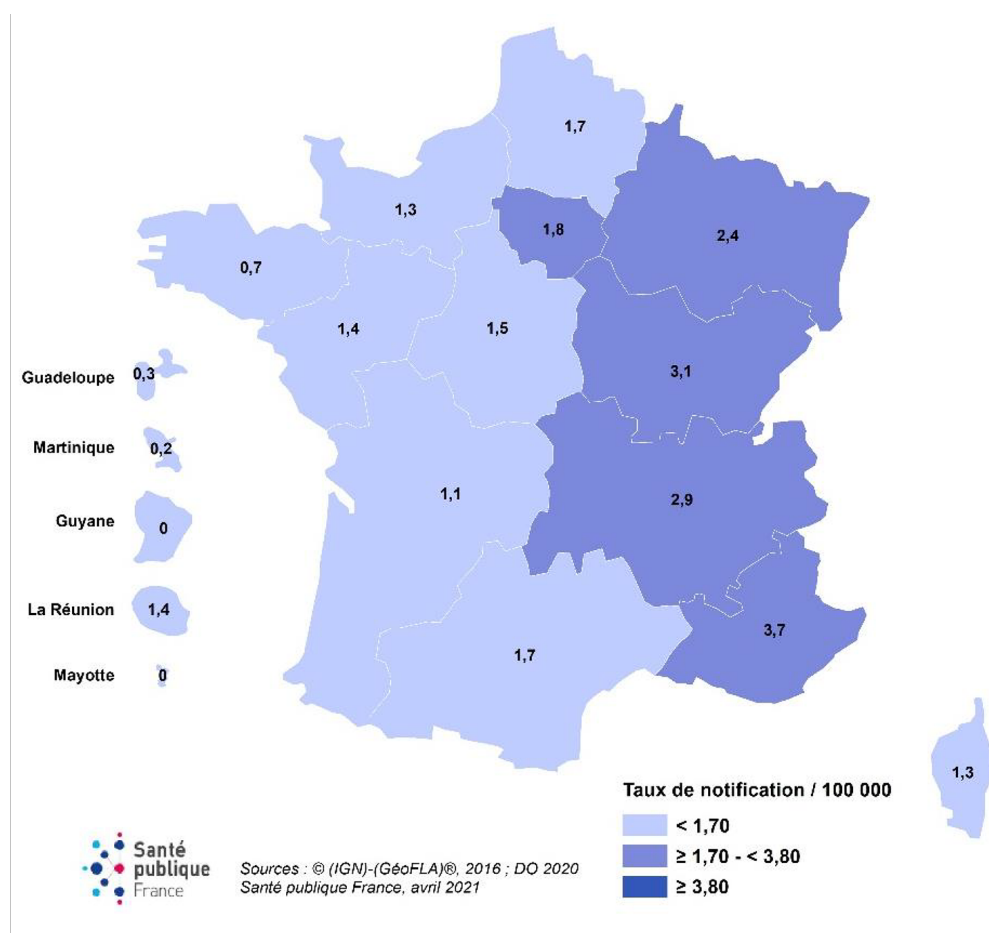 1,7
1,3
1,8
2,4
0,7
1,4
1,5
3,1
Guadeloupe 0,3
Martinique 0,2
1,1
2,9
Guyane 0
La Réunion 1,4
3,7
1,7
Mayotte 0
1,3
Taux de notification / 100 000
< 1,70
≥ 1,70 - < 3,80
≥ 3,80
Santé
publique
France
Sources : © (IGN)-(GéoFLA)®, 2016 ; DO 2020
Santé publique France, avril 2021